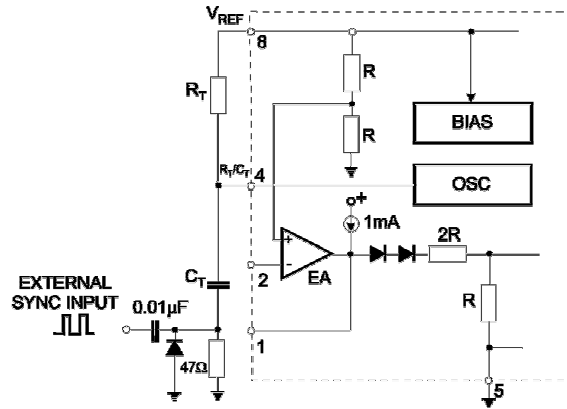 VREF
8
R
RT
R
BIAS
RT/CT
4
OSC
1mA
2R
+
-
EA
2
CT
R
EXTERNAL
SYNC INPUT
0.01µF
47Ω
1
5